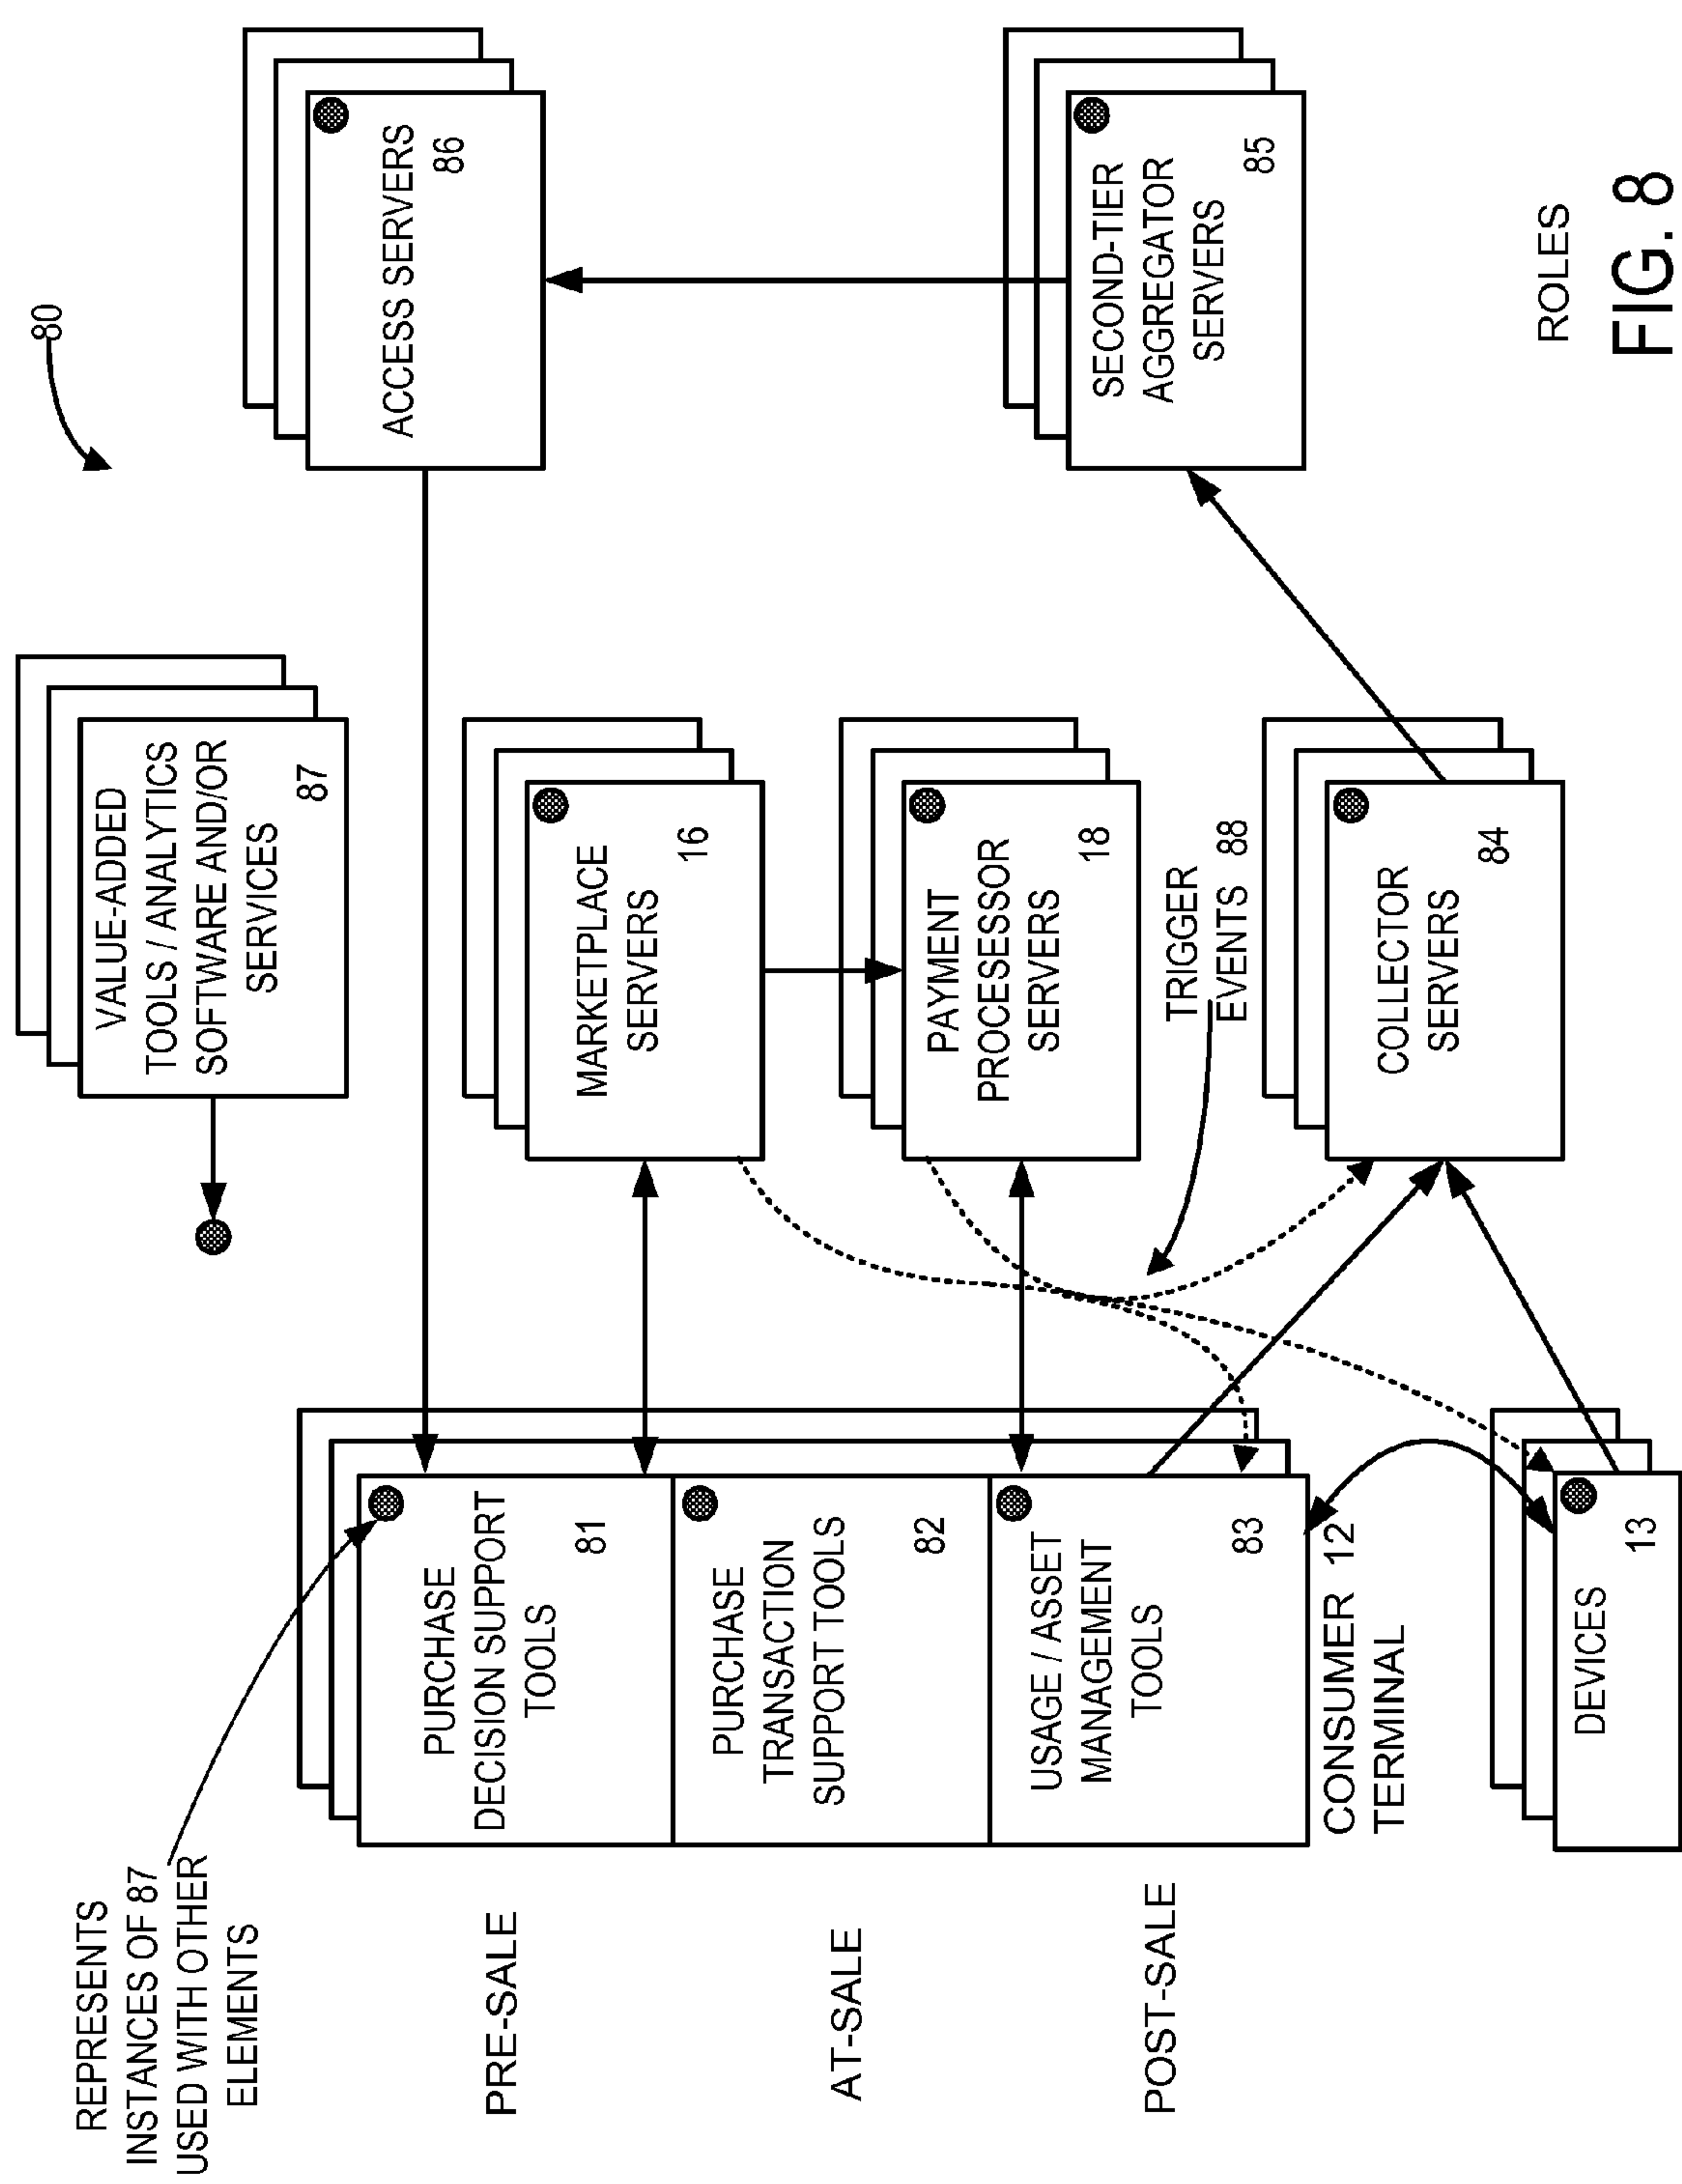 80
REPRESENTS
INSTANCES OF 87
USED WITH OTHER
ELEMENTS
VALUE-ADDED
TOOLS / ANALYTICS
SOFTWARE AND/OR
SERVICES
87
ACCESS SERVERS
86
PRE-SALE
PURCHASE
DECISION SUPPORT
TOOLS
81
MARKETPLACE
SERVERS
16
AT-SALE
PURCHASE
TRANSACTION
SUPPORT TOOLS
82
PAYMENT
PROCESESSOR
SERVERS
18
POST-SALE
USAGE / ASSET
MANAGEMENT
TOOLS
83
TRIGGER
EVENTS 88
SECOND-TIER
AGGREGATOR
SERVERS
85
CONSUMER 12
TERMINAL
COLLECTOR
SERVERS
84
DEVICES
13
ROLES
FIG. 8